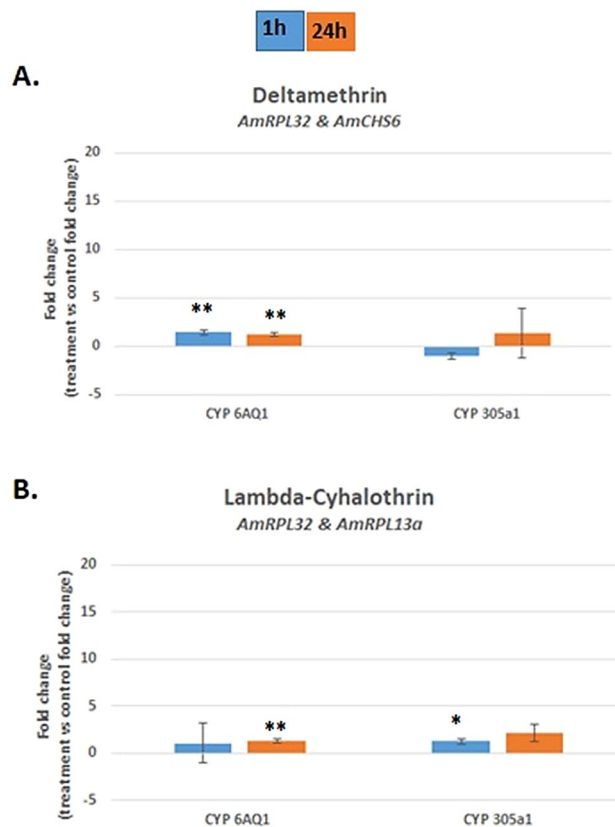 1h 24h
A.
Deltamethrin
AmRPL32 & AmCHS6
Fold change
(treatment vs control fold change)
20
15
10
5
0
-5
**
**
CYP 6AQ1
CYP 305a1
B.
Lambda-Cyhalothrin
AmRPL32 & AmRPL13a
Fold change
(treatment vs control fold change)
20
15
10
5
0
-5
**
*
CYP 6AQ1
CYP 305a1